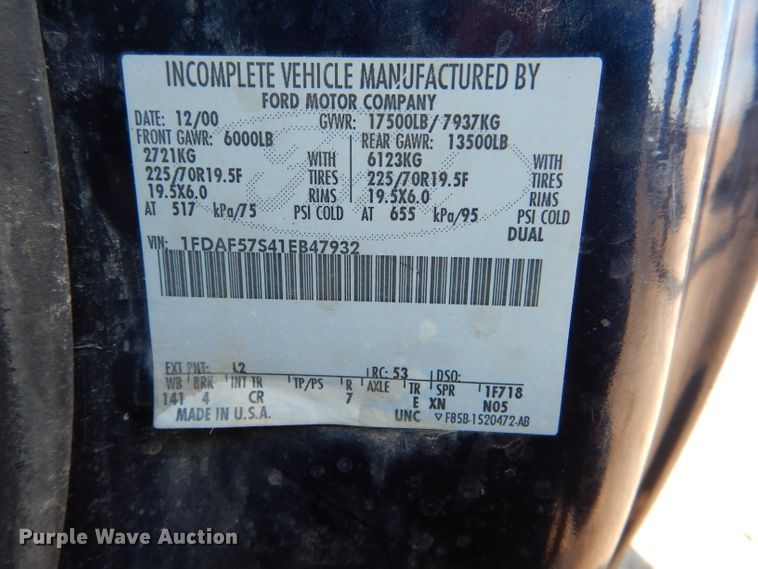 INCOMPLETE VEHICLE MANUFACTURED BY
FORD MOTOR COMPANY
DATE: 12/00 GVWR: 17500LB/ 7937KG
FRONT GAWR: 6000LB REAR GAWR: 13500LB
2721KG WITH 6123KG WITH
225/70R19.5F TIRES 225/70R19.5F TIRES
19.5X6.0 RINS 19.5X6.0 RINS
AT 517 kPa/75 PSI COLD AT 655 kPa/95 PSI COLD
DUAL
VIN: 1FDAF57S41EB47932
EXT PNT: L2 RC: 53 DSO:
WB BRK INT TR TP/PS R AXLE TR SPR 1F718
141 4 CR 7 E XN N05
MADE IN U.S.A. UNC ▽ F85B-1520472-AB
Purple Wave Auction